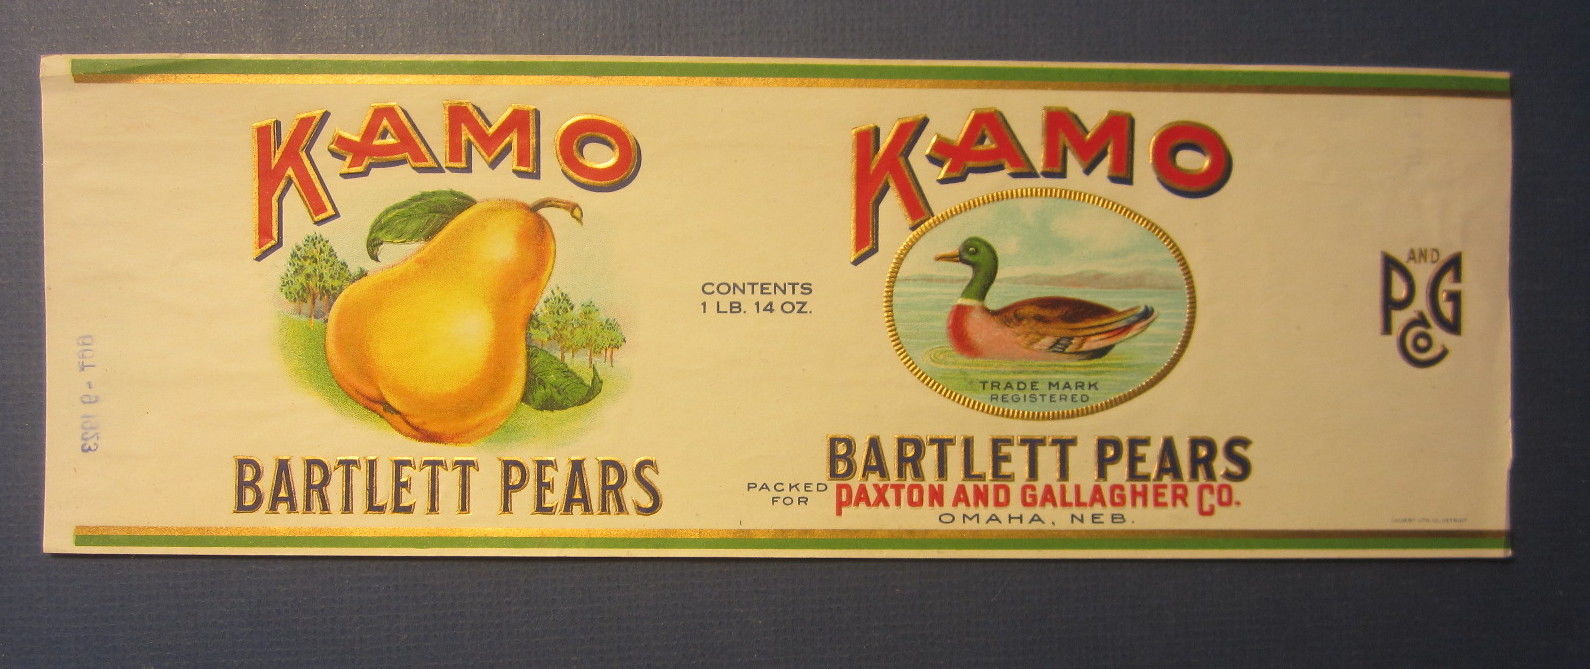 KAMO
BARTLETT PEARS
CONTENTS
1 LB. 14 OZ.
KAMO
TRADE MARK
REGISTERED
BARTLETT PEARS
PACKED
FOR
PAXTON AND GALLAGHER CO.
OMAHA, NEB.
P AND G
CO